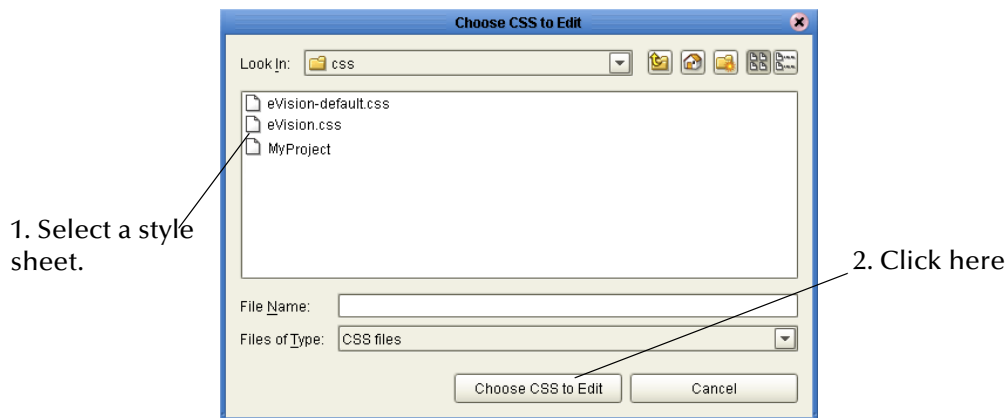 Choose CSS to Edit
Look In: css
eVision-default.css
eVision.css
MyProject
1. Select a style
sheet.
2. Click here
File Name:
Files of Type: CSS files
Choose CSS to Edit Cancel